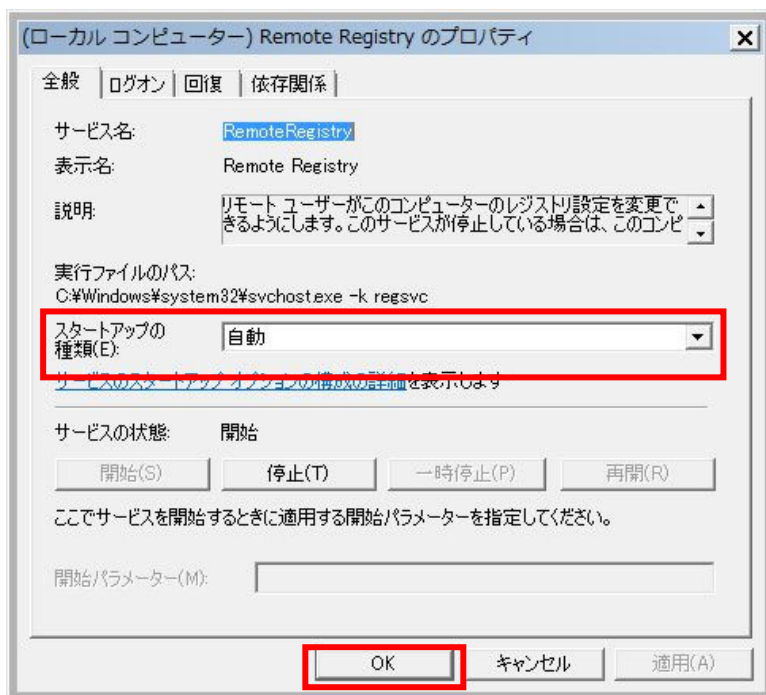 (ローカル コンピューター) Remote Registry のプロパティ
全般 ログオン 回復 依存関係
サービス名: RemoteRegistry
表示名: Remote Registry
説明: リモート ユーザーがこのコンピューターのレジストリ設定を変更で
きるようにします。このサービスが停止している場合は、このコンピ
実行ファイルのパス:
C:¥Windows¥system32¥svchost.exe -k regsvc
スタートアップの
種類(E): 自動
サービスのスタートアップ オプションの構成の詳細を表示します
サービスの状態: 開始
開始(S) 停止(T) 一時停止(P) 再開(R)
ここでサービスを開始するときに適用する開始パラメーターを指定してください。
開始パラメーター(M):
OK キャンセル 適用(A)